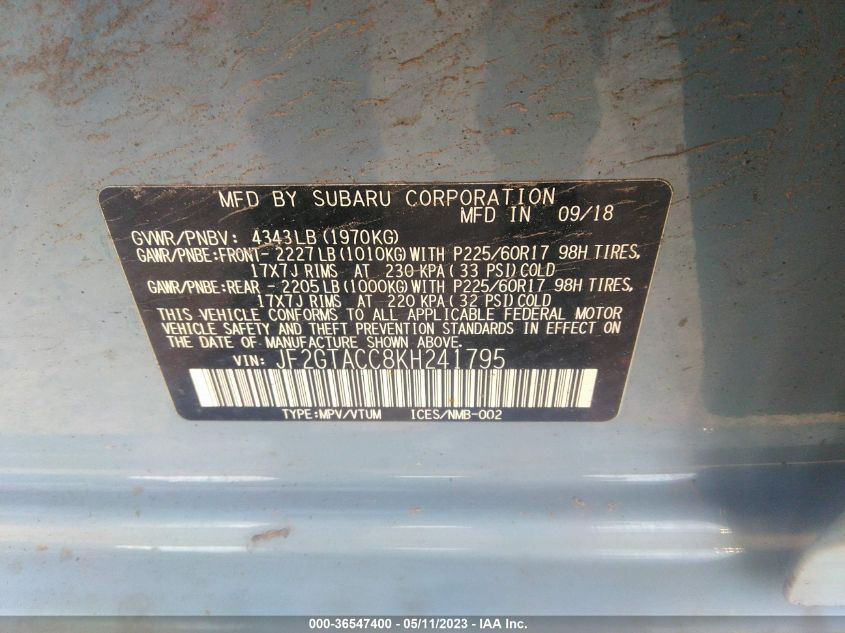 MFD BY SUBARU CORPORATION
MFD IN 09/18
GVWR/PNBV: 4343LB (1970KG)
GAWR/PNBE:FRONT- 2227LB (1010KG) WITH P225/60R17 98H TIRES,
17X7J RIMS AT 230 KPA ( 33 PSI) COLD
GAWR/PNBE:REAR - 2205LB (1000KG) WITH P225/60R17 98H TIRES,
17X7J RIMS AT 220 KPA ( 32 PSI) COLD
THIS VEHICLE CONFORMS TO ALL APPLICABLE FEDERAL MOTOR
VEHICLE SAFETY AND THEFT PREVENTION STANDARDS IN EFFECT ON
THE DATE OF MANUFACTURE SHOWN ABOVE.
VIN: JF2GTACC8KH241795
TYPE:MPV/VTUM ICES/NMB-002
000-36547400 - 05/11/2023 - IAA Inc.